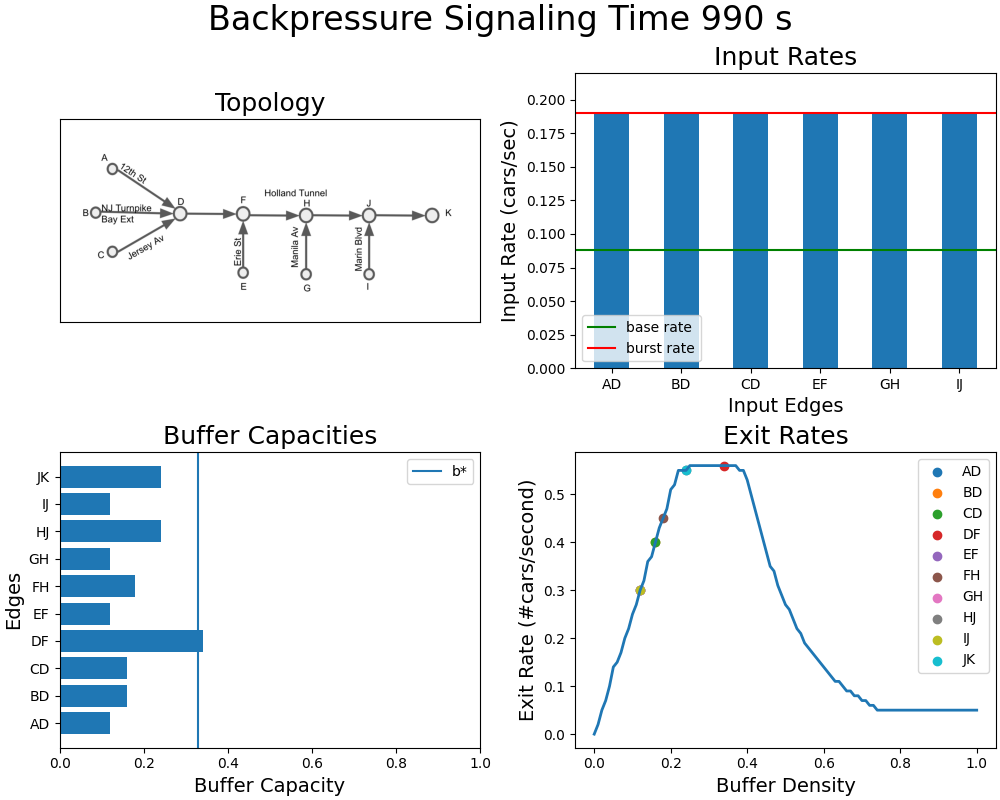 Backpressure Signaling Time 990 s
Topology
A
12th St
B
NJ Turnpike
Bay Ext
C
Jersey Av
D
F
Holland Tunnel
H
J
K
Erie St
Manila Av
Marin Blvd
E
G
I
Input Rates
Input Rate (cars/sec)
0.200
0.175
0.150
0.125
0.100
0.075
0.050
0.025
0.000
base rate
burst rate
AD BD CD EF GH IJ
Input Edges
Buffer Capacities
Edges
JK
IJ
HJ
GH
FH
EF
DF
CD
BD
AD
b*
0.0 0.2 0.4 0.6 0.8 1.0
Buffer Capacity
Exit Rates
Exit Rate (#cars/second)
0.5
0.4
0.3
0.2
0.1
0.0
AD
BD
CD
DF
EF
FH
GH
HJ
IJ
JK
0.0 0.2 0.4 0.6 0.8 1.0
Buffer Density